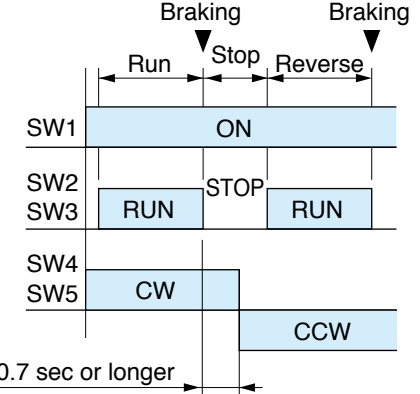 Braking Braking
Run Stop Reverse
SW1 ON
SW2 STOP
SW3 RUN RUN
SW4
SW5 CW
CCW
0.7 sec or longer